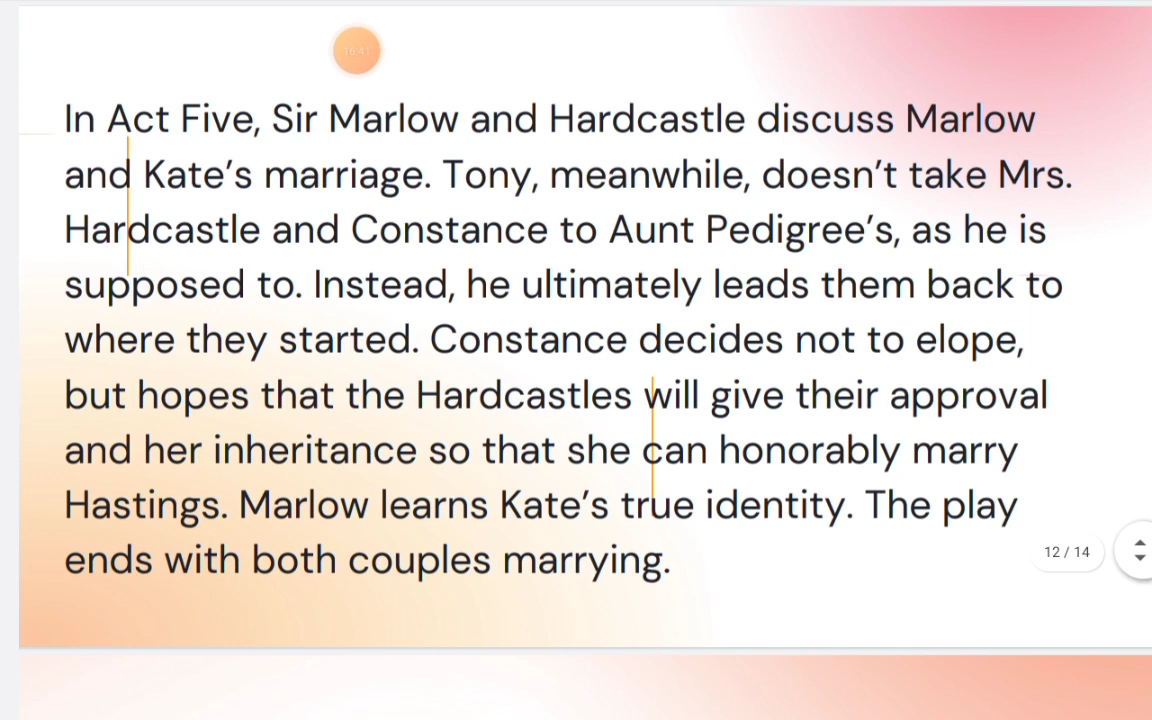 16:41
In Act Five, Sir Marlow and Hardcastle discuss Marlow
and Kate’s marriage. Tony, meanwhile, doesn’t take Mrs.
Hardcastle and Constance to Aunt Pedigree’s, as he is
supposed to. Instead, he ultimately leads them back to
where they started. Constance decides not to elope,
but hopes that the Hardcastles will give their approval
and her inheritance so that she can honorably marry
Hastings. Marlow learns Kate’s true identity. The play
ends with both couples marrying.
12 / 14